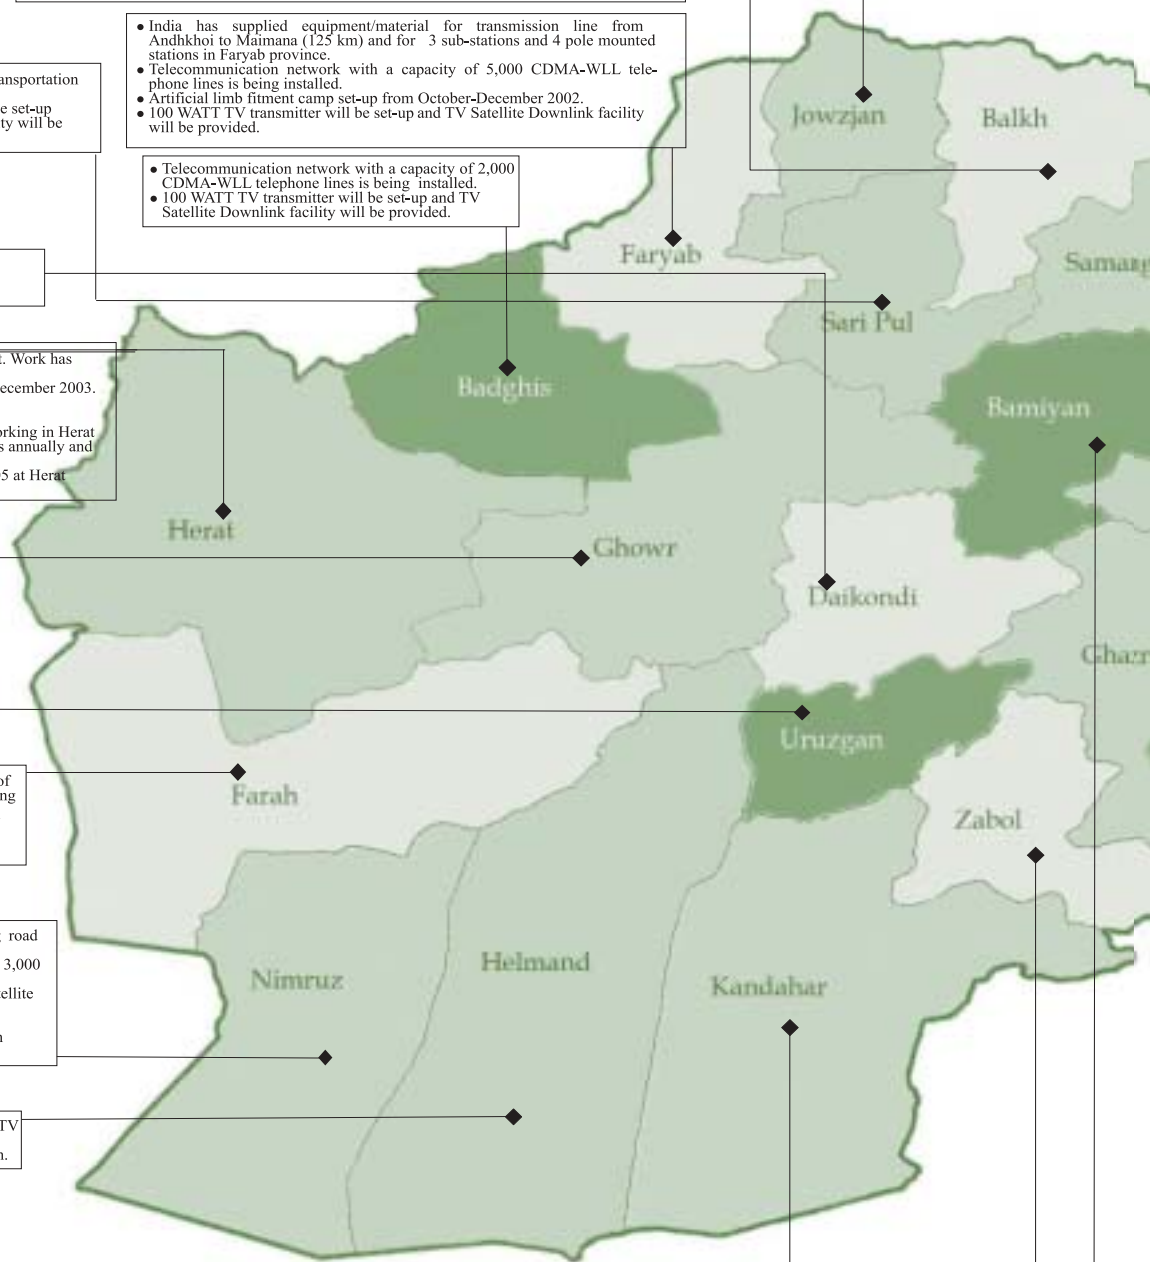 ● India has supplied equipment/material for transmission line from
Andhkhoi to Maimana (125 km) and for 3 sub-stations and 4 pole mounted
stations in Faryab province.
● Telecommunication network with a capacity of 5,000 CDMA-WLL tele-
phone lines is being installed.
● Artificial limb fitment camp set-up from October-December 2002.
● 100 WATT TV transmitter will be set-up and TV Satellite Downlink facility
will be provided.
ansportation
e set-up
ty will be
● Telecommunication network with a capacity of 2,000
CDMA-WLL telephone lines is being installed.
● 100 WATT TV transmitter will be set-up and TV
Satellite Downlink facility will be provided.
Jowzjan
Balkh
Faryab
Samang
Sari Pul
t. Work has
ecember 2003.
orking in Herat
s annually and
05 at Herat
Badghis
Bamiyan
Herat
Ghowr
Daikondi
Ghazn
Uruzgan
of
ng
Farah
Zabol
road
3,000
ellite
n
Nimruz
Helmand
Kandahar
TV
n.